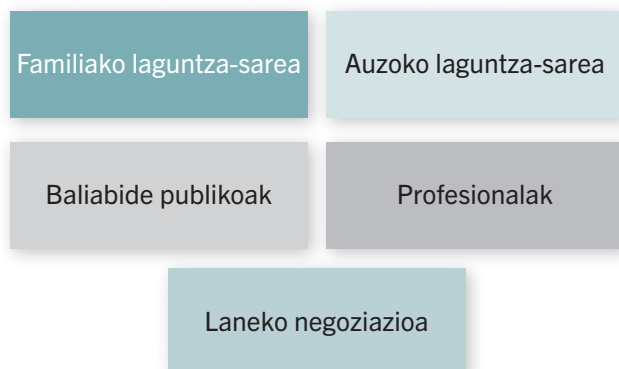 Familiako laguntza-sarea
Auzoko laguntza-sarea
Baliabide publikoak
Profesionalak
Laneko negoziazioa